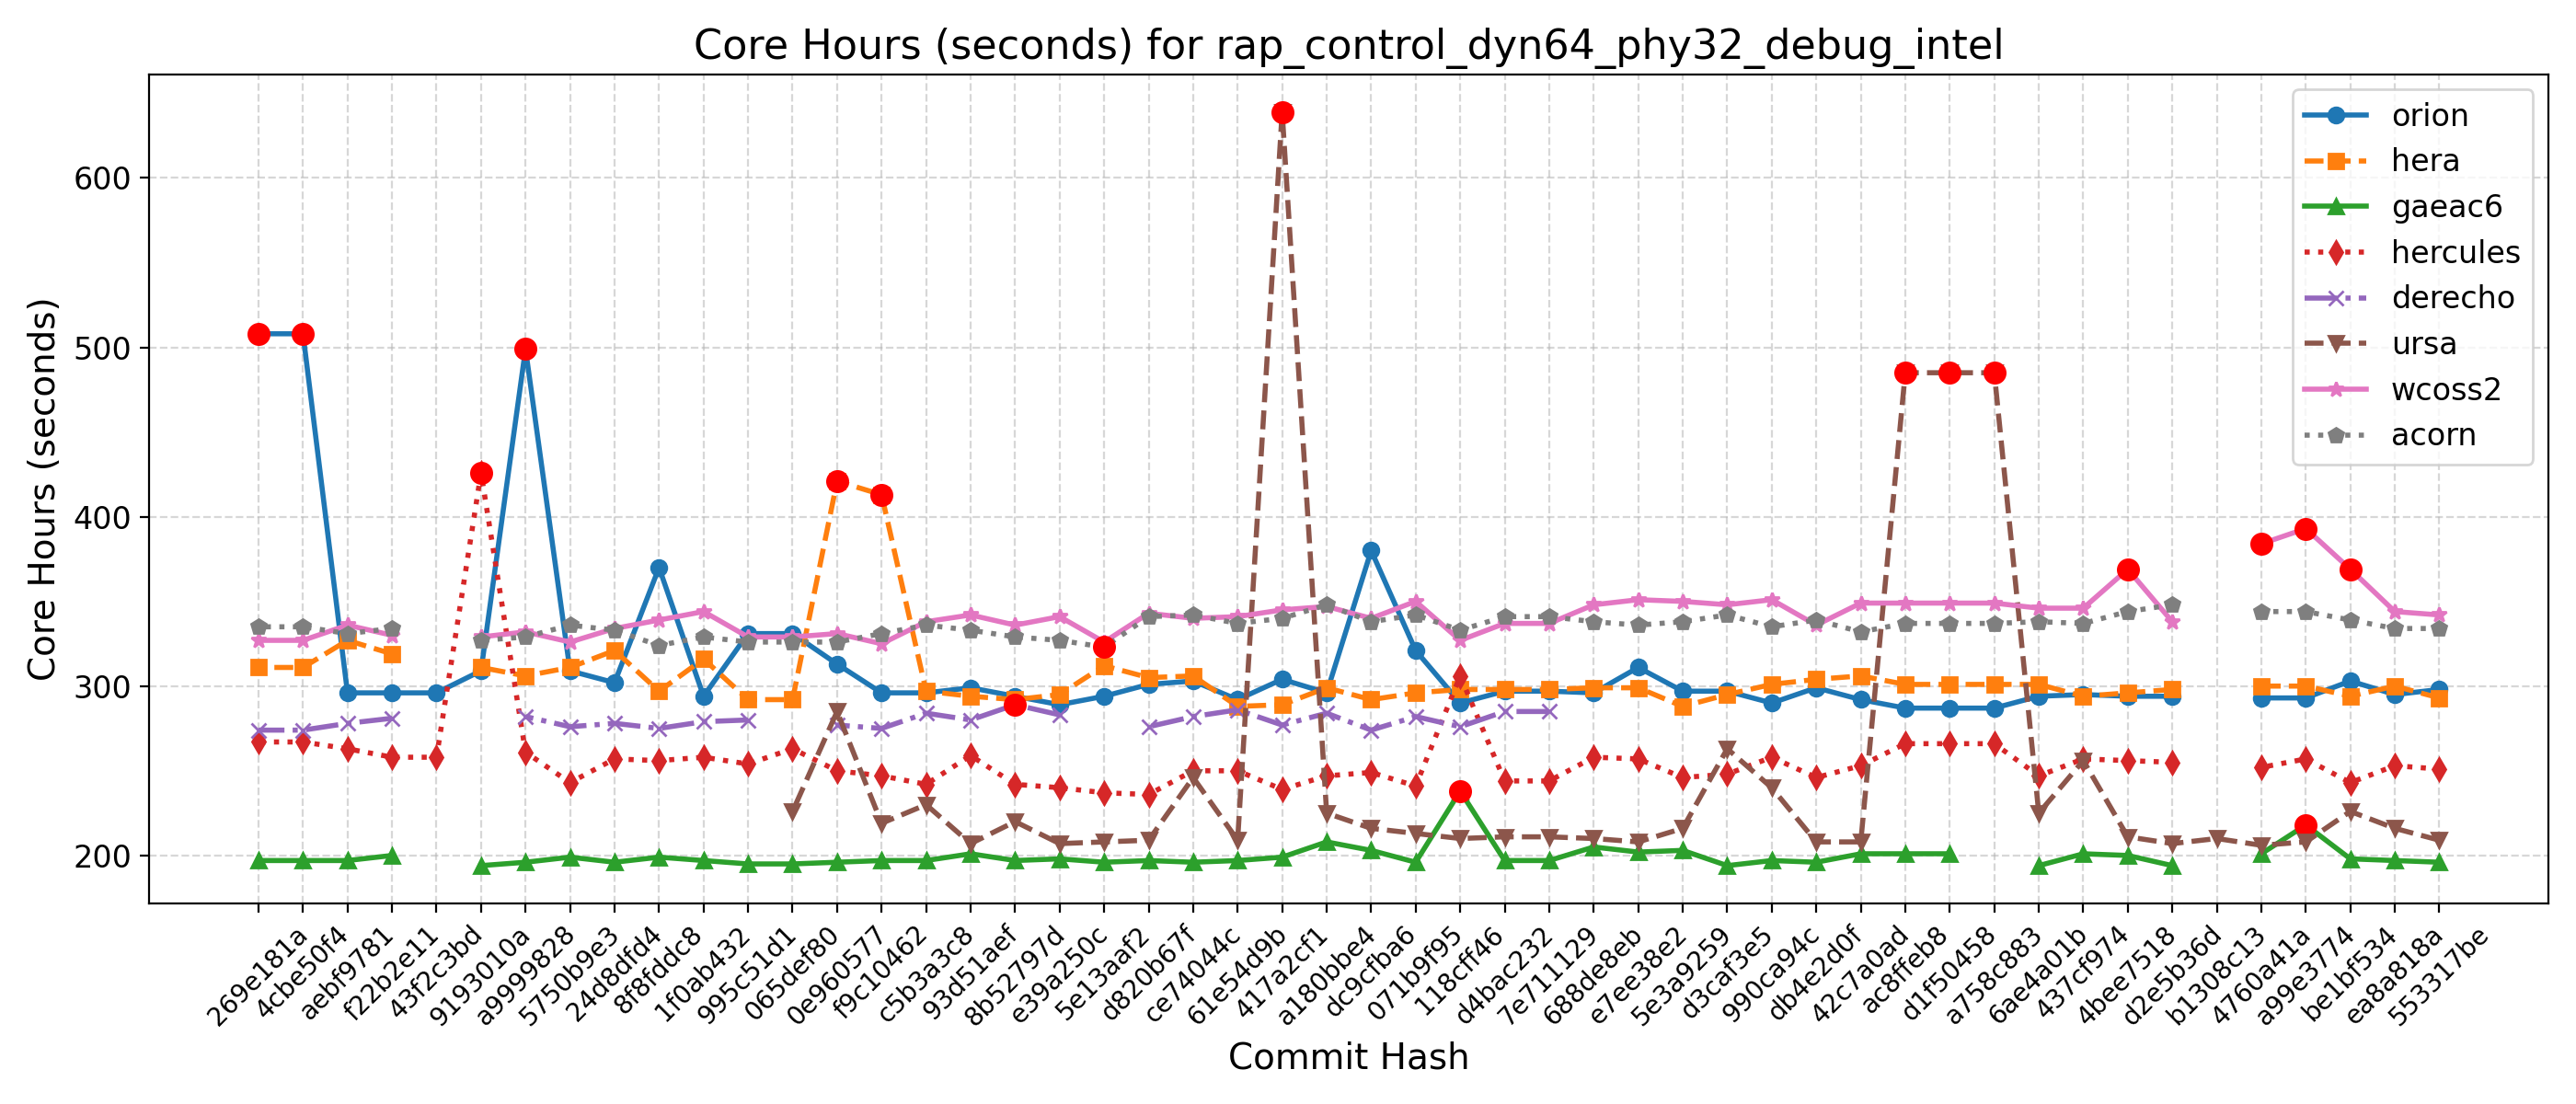 Core Hours (seconds) for rap_control_dyn64_phy32_debug_intel
Core Hours (seconds)
600
500
400
300
200
orion
hera
gaeac6
hercules
derecho
ursa
wcoss2
acorn
269e181a
4cbe50f4
aebf9781
f22b2e11
43f2c3bd
9193010a
a9999828
5750b9e3
24d8dfd4
8f8fddc8
1f0ab432
995c51d1
065def80
0e960577
f9c10462
c5b3a3c8
93d51aef
8b52797d
e39a250c
5e13aaf2
d820b67f
ce74044c
61e54d9b
417a2cf1
a180bbe4
dc9cfba6
071b9f95
118cff46
d4bac232
7e711129
688de8eb
e7ee38e2
5e3a9259
d3caf3e5
990ca94c
db4e2d0f
42c7a0ad
ac8ffeb8
d1f50458
a758c883
6ae4a01b
437cf974
4bee7518
d2e5b36d
b1308c13
4760a41a
a99e3774
be1bf534
ea8a818a
553317be
Commit Hash